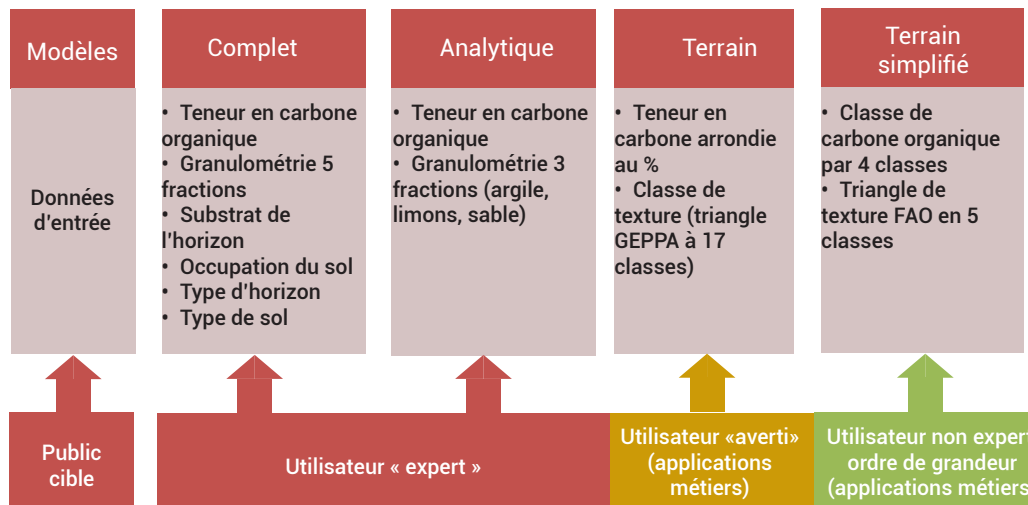 Modèles
Complet
Analytique
Terrain
Terrain
simplifié
Données
d'entrée
• Teneur en carbone
organique
• Granulométrie 5
fractions
• Substrat de
l'horizon
• Occupation du sol
• Type d'horizon
• Type de sol
• Teneur en carbone
organique
• Granulométrie 3
fractions (argile,
limons, sable)
• Teneur en
carbone arrondie
au %
• Classe de
texture (triangle
GEPPA à 17
classes)
• Classe de
carbone organique
par 4 classes
• Triangle de
texture FAO en 5
classes
Public
cible
Utilisateur « expert »
Utilisateur «averti»
(applications
métiers)
Utilisateur non expert
ordre de grandeur
(applications métiers